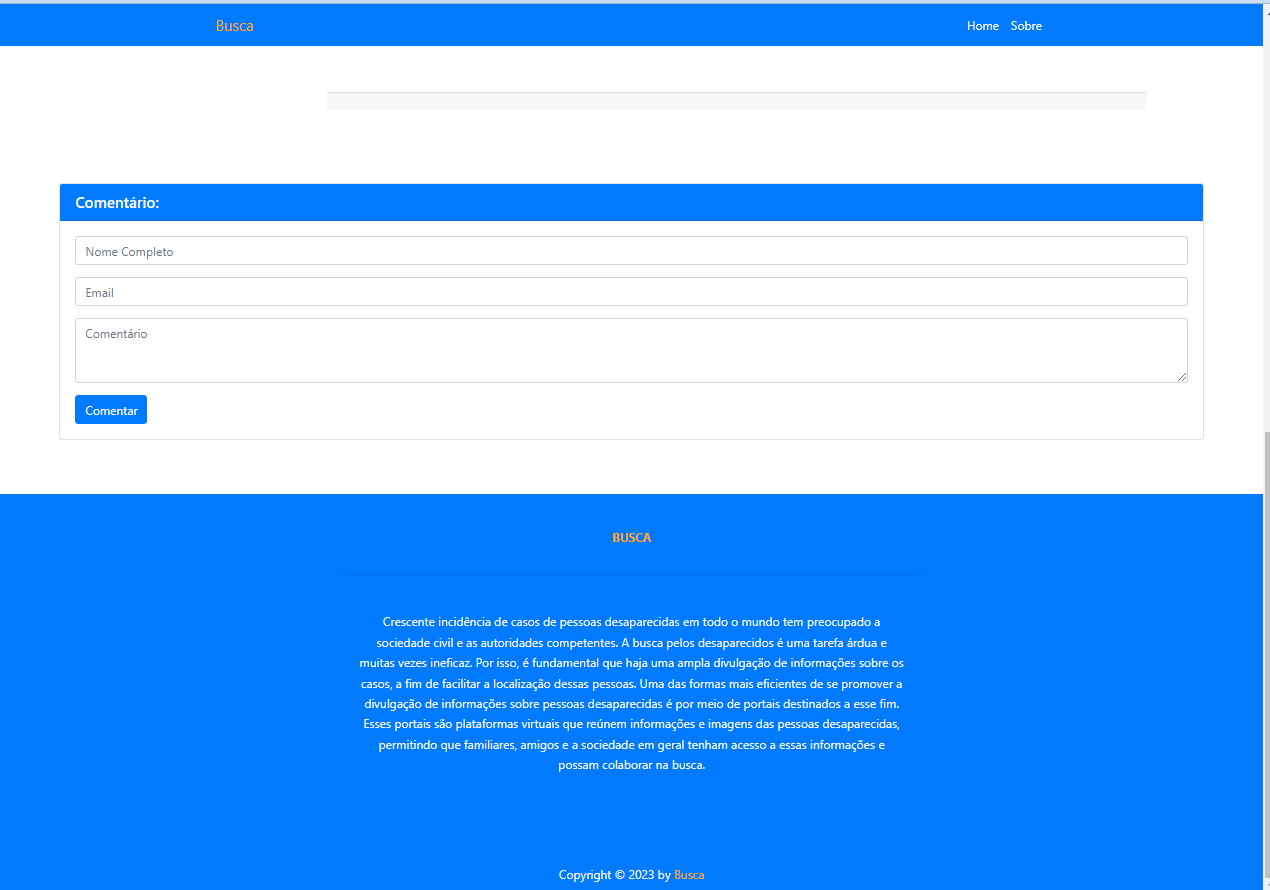 Busca
Home Sobre
Comentário:
Nome Completo
Email
Comentário
Comentar
BUSCA
Crescente incidência de casos de pessoas desaparecidas em todo o mundo tem preocupado a
sociedade civil e as autoridades competentes. A busca pelos desaparecidos é uma tarefa árdua e
muitas vezes ineficaz. Por isso, é fundamental que haja uma ampla divulgação de informações sobre os
casos, a fim de facilitar a localização dessas pessoas. Uma das formas mais eficientes de se promover a
divulgação de informações sobre pessoas desaparecidas é por meio de portais destinados a esse fim.
Esses portais são plataformas virtuais que reúnem informações e imagens das pessoas desaparecidas,
permitindo que familiares, amigos e a sociedade em geral tenham acesso a essas informações e
possam colaborar na busca.
Copyright © 2023 by Busca